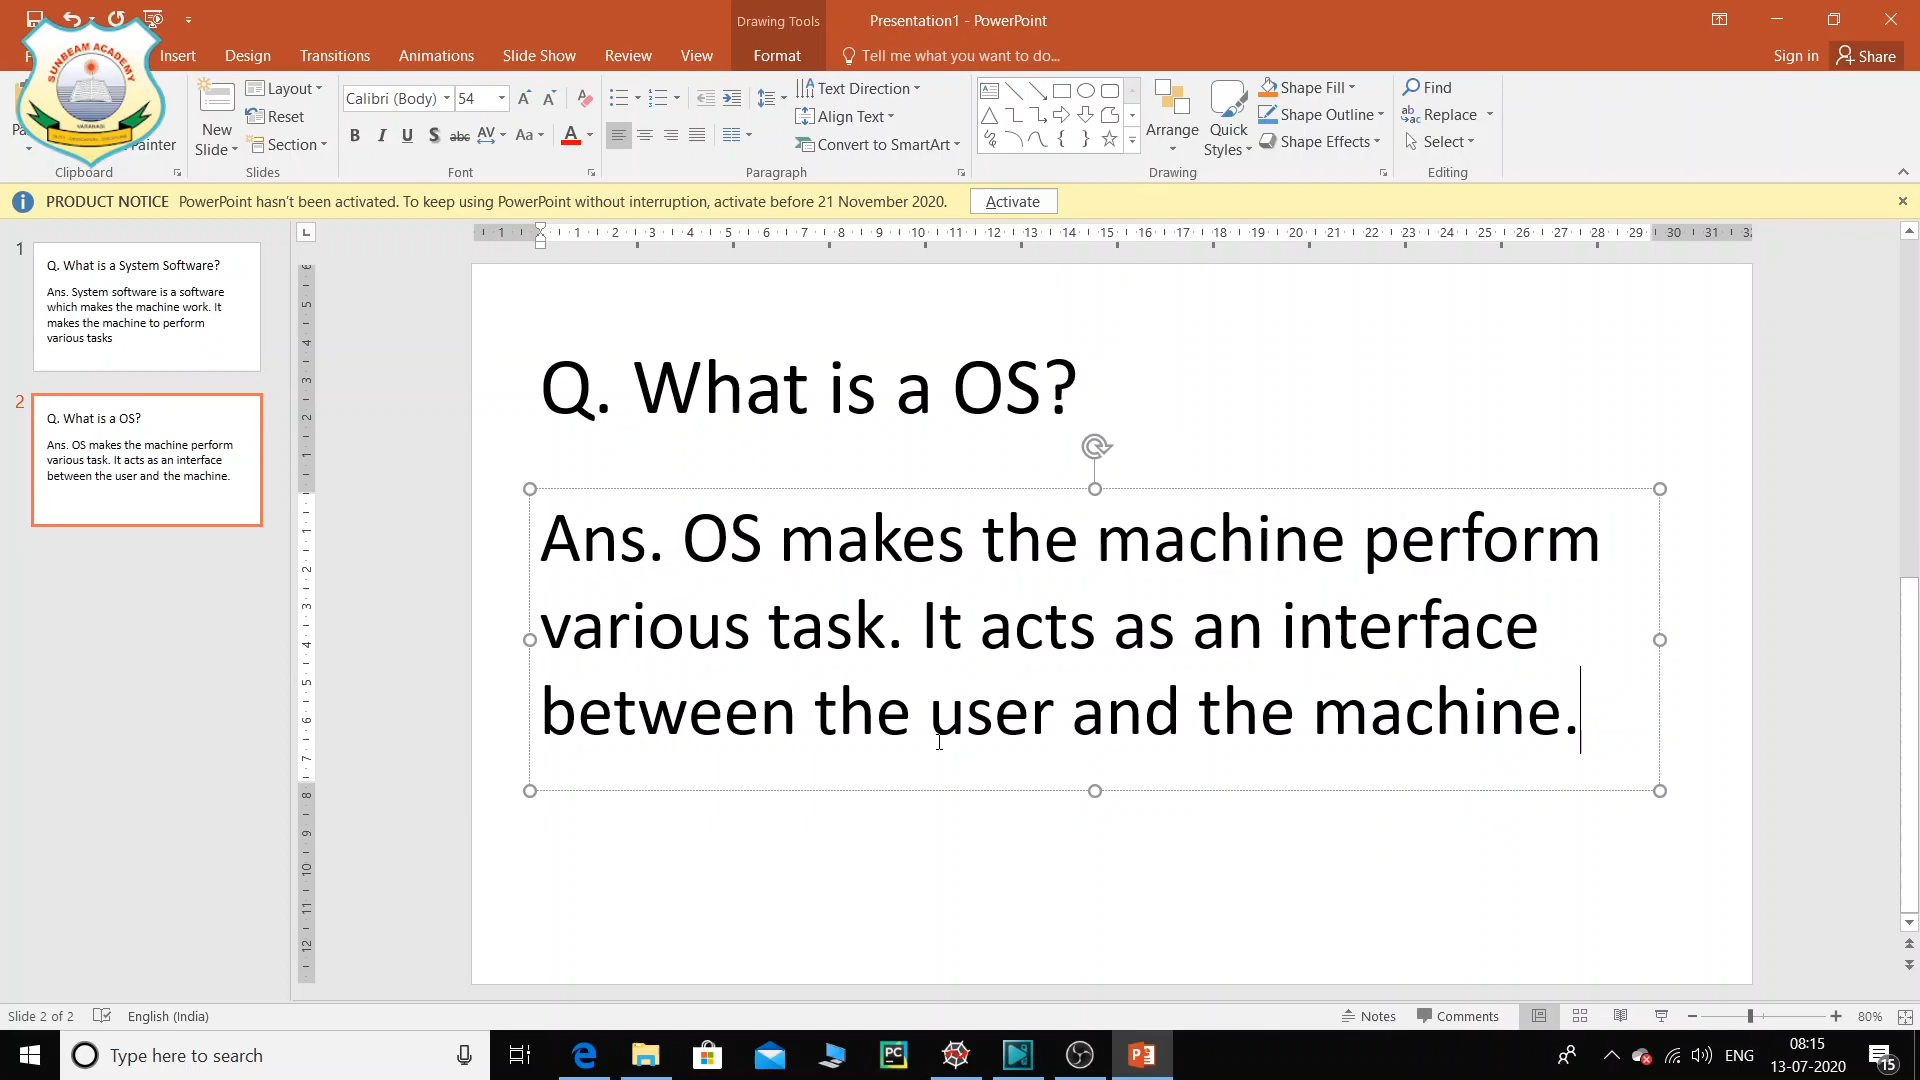 Drawing Tools
Presentation1 - PowerPoint
Insert
Design
Transitions
Animations
Slide Show
Review
View
Format
Tell me what you want to do...
Sign in
Share
SUNBEAM ACADEMY
VARANASI
New
Slide
Layout
Reset
Section
Painter
Calibri (Body)
54
Text Direction
Align Text
Convert to SmartArt
Arrange
Quick
Styles
Shape Fill
Shape Outline
Shape Effects
Find
Replace
Select
Clipboard
Slides
Font
Paragraph
Drawing
Editing
PRODUCT NOTICE PowerPoint hasn't been activated. To keep using PowerPoint without interruption, activate before 21 November 2020.
Activate
1
Q. What is a System Software?
Ans. System software is a software
which makes the machine work. It
makes the machine to perform
various tasks
2
Q. What is a OS?
Ans. OS makes the machine perform
various task. It acts as an interface
between the user and the machine.
Q. What is a OS?
Ans. OS makes the machine perform
various task. It acts as an interface
between the user and the machine.
Slide 2 of 2
English (India)
Notes
Comments
80%
Type here to search
ENG
08:15
13-07-2020
15